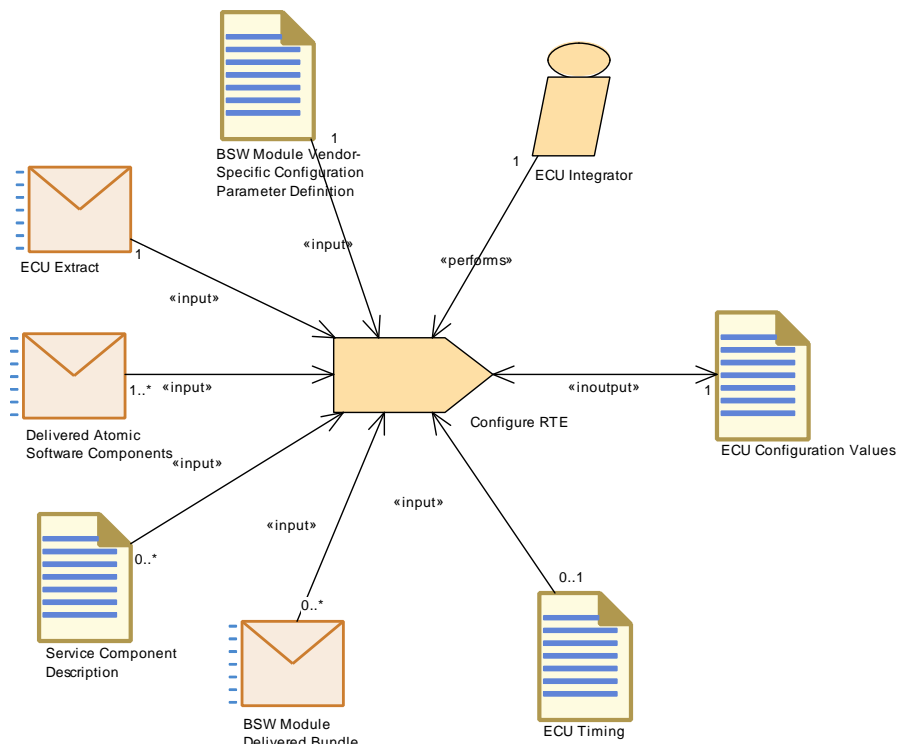 1
BSW Module Vendor-
Specific Configuration
Parameter Definition
1
ECU Integrator
ECU Extract
1
«input»
«performs»
«input»
1..*
«input»
«inoutput»
1
Delivered Atomic
Software Components
Configure RTE
ECU Configuration Values
«input»
«input»
«input»
0..*
0..1
0..*
Service Component
Description
BSW Module
Delivered Bundle
ECU Timing